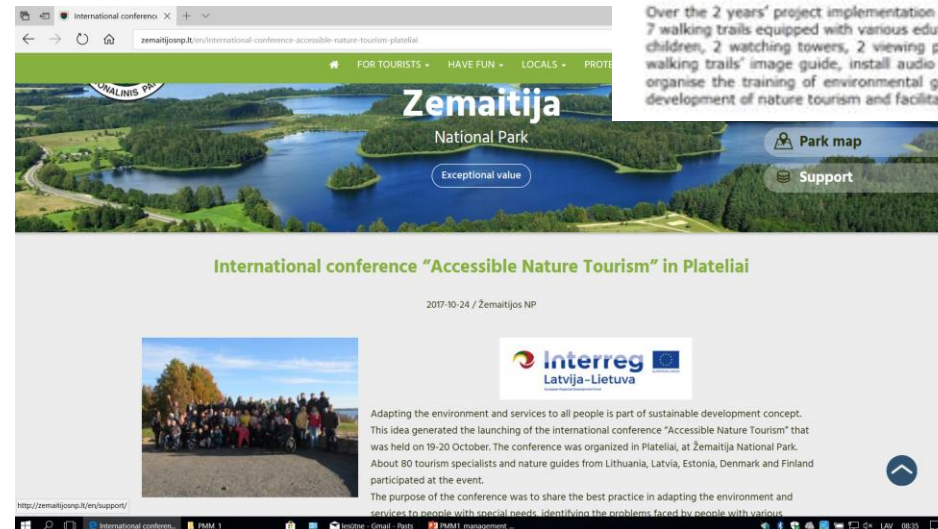 International conferenc
zemaitijosnp.lt/en/international-conference-accessible-nature-tourism-plateliai
Over the 2 years' project implementation
7 walking trails equipped with various edu
children, 2 watching towers, 2 viewing p
walking trails' image guide, install audio
organise the training of environmental g
development of nature tourism and facilita
FOR TOURISTS
HAVE FUN
LOCALS
PROTE
Zemaitija
National Park
Exceptional value
Park map
Support
International conference "Accessible Nature Tourism" in Plateliai
2017-10-24 / Žemaitijos NP
Interreg
Latvija-Lietuva
Adapting the environment and services to all people is part of sustainable development concept.
This idea generated the launching of the international conference "Accessible Nature Tourism" that
was held on 19-20 October. The conference was organized in Plateliai, at Žemaitija National Park.
About 80 tourism specialists and nature guides from Lithuania, Latvia, Estonia, Denmark and Finland
participated at the event.
The purpose of the conference was to share the best practice in adapting the environment and
services to people with special needs, identifying the problems faced by people with various
http://zemaitijosnp.lt/en/support/
International conferen...
PMM_1
Iesūtne - Gmail - Pasts
PMM1 management ...
LAV
08:35